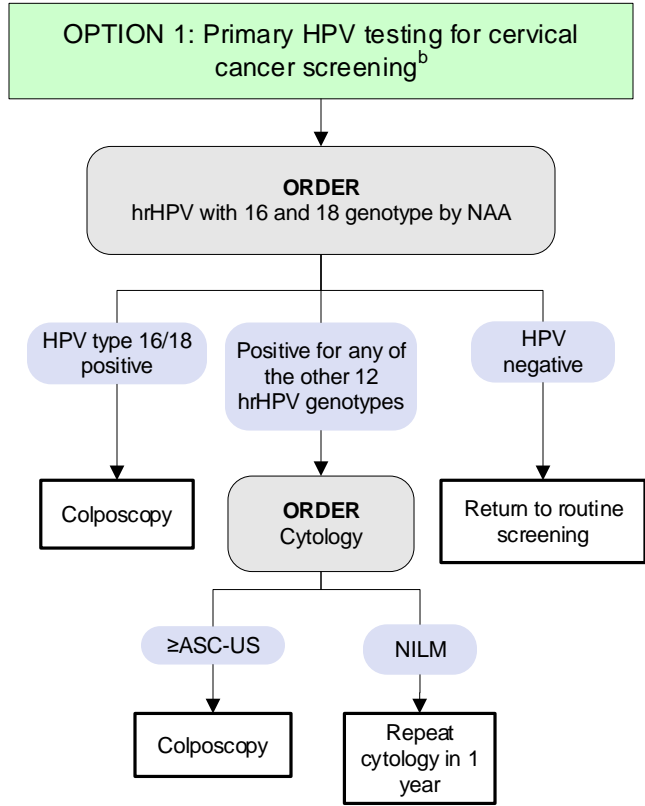 OPTION 1: Primary HPV testing for cervical
cancer screeningᵇ
ORDER
hrHPV with 16 and 18 genotype by NAA
HPV type 16/18
positive
Positive for any of
the other 12
hrHPV genotypes
HPV
negative
Colposcopy
ORDER
Cytology
Return to routine
screening
≥ASC-US
NILM
Colposcopy
Repeat
cytology in 1
year